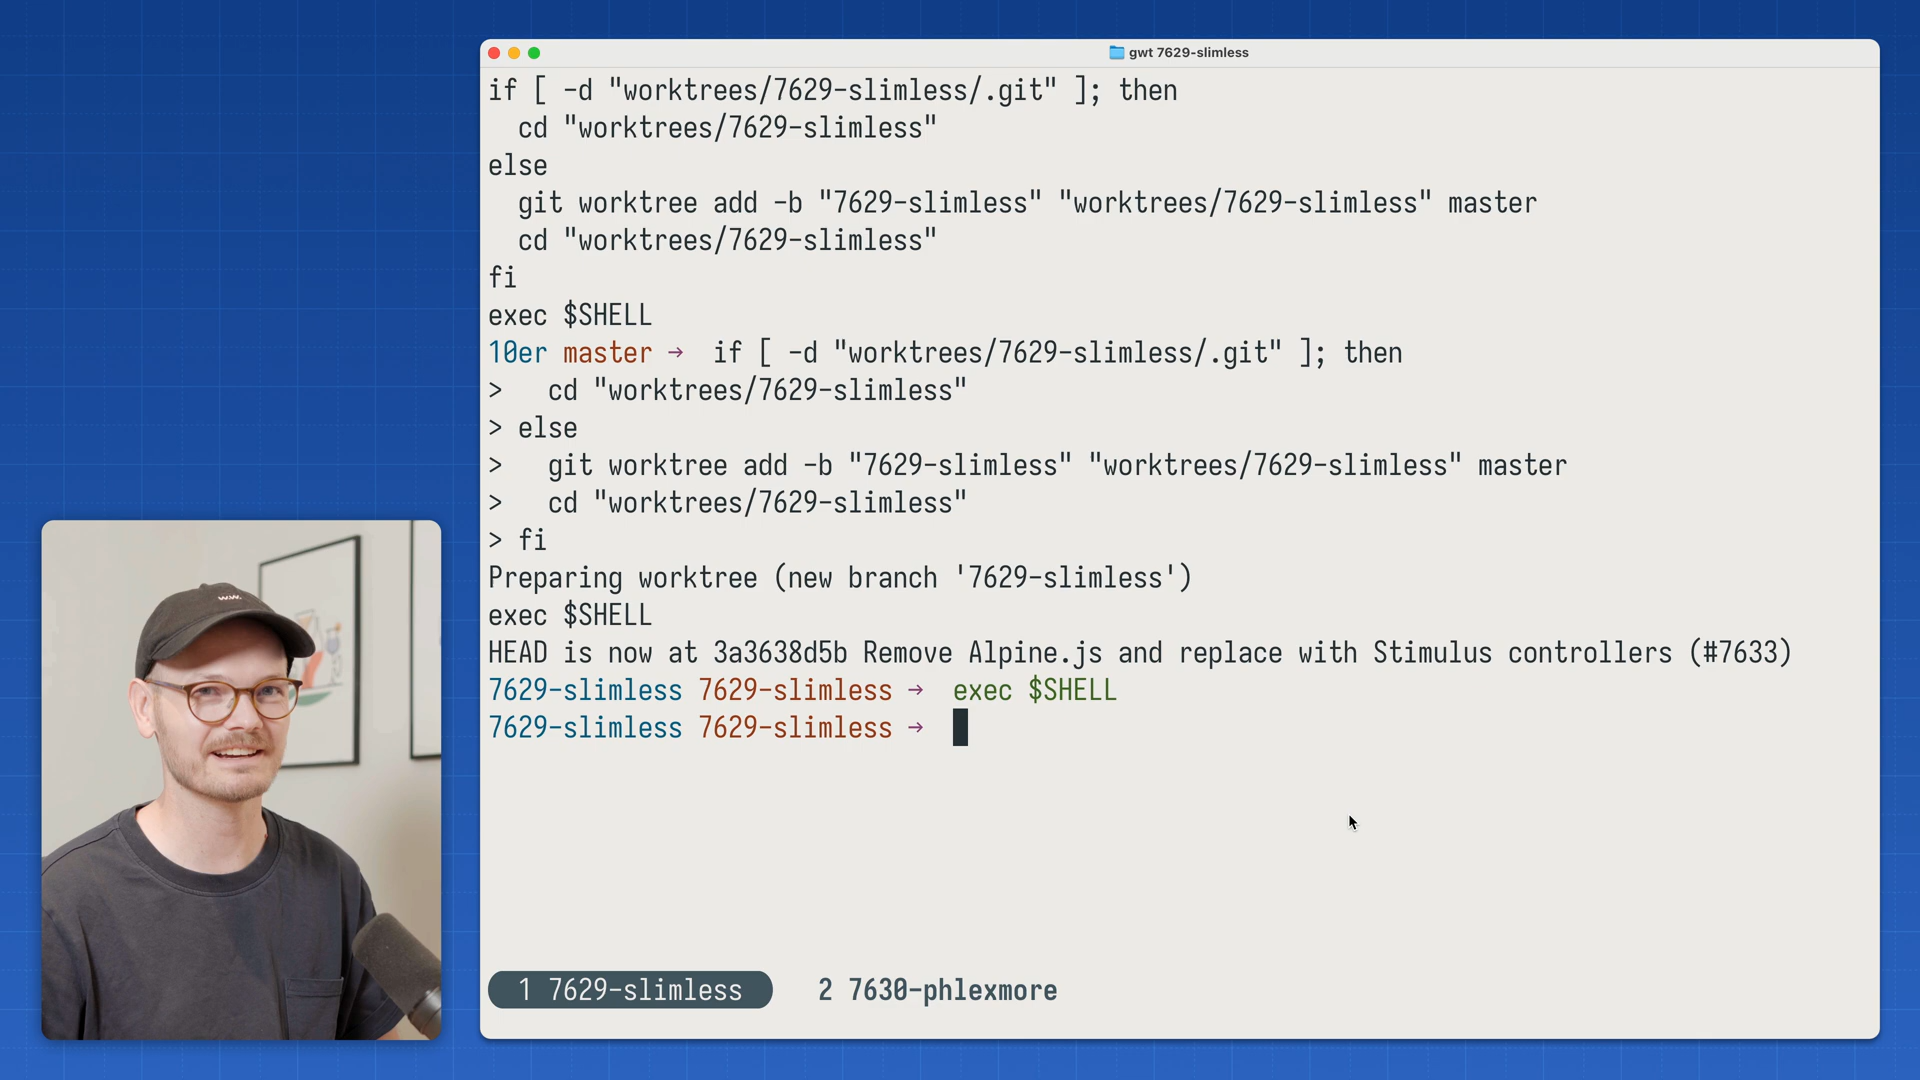 gwt 7629-slimless
if [ -d "worktrees/7629-slimless/.git" ]; then
  cd "worktrees/7629-slimless"
else
  git worktree add -b "7629-slimless" "worktrees/7629-slimless" master
  cd "worktrees/7629-slimless"
fi
exec $SHELL
10er master →  if [ -d "worktrees/7629-slimless/.git" ]; then
>   cd "worktrees/7629-slimless"
> else
>   git worktree add -b "7629-slimless" "worktrees/7629-slimless" master
>   cd "worktrees/7629-slimless"
> fi
Preparing worktree (new branch '7629-slimless')
exec $SHELL
HEAD is now at 3a3638d5b Remove Alpine.js and replace with Stimulus controllers (#7633)
7629-slimless 7629-slimless →  exec $SHELL
7629-slimless 7629-slimless →
w.w.
1 7629-slimless   2 7630-phlexmore